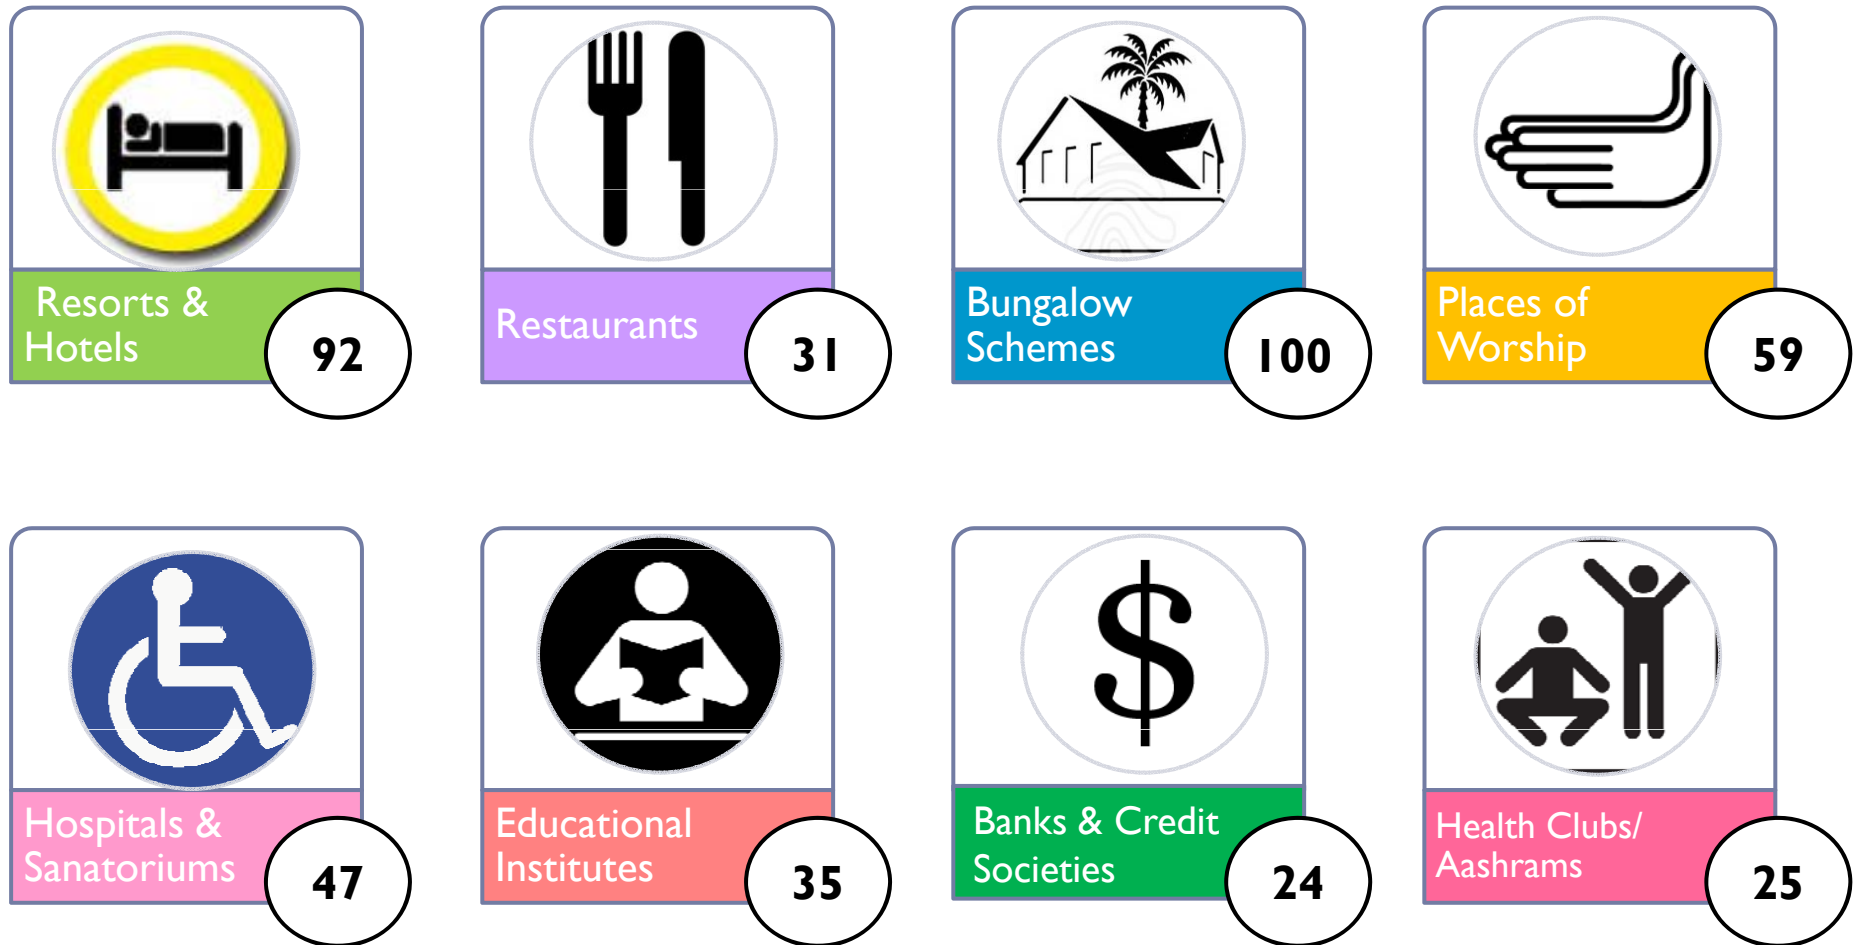 Resorts &
Hotels
92
Restaurants
31
Bungalow
Schemes
100
Places of
Worship
59
Hospitals &
Sanatoriums
47
Educational
Institutes
35
$
Banks & Credit
Societies
24
Health Clubs/
Aashrams
25